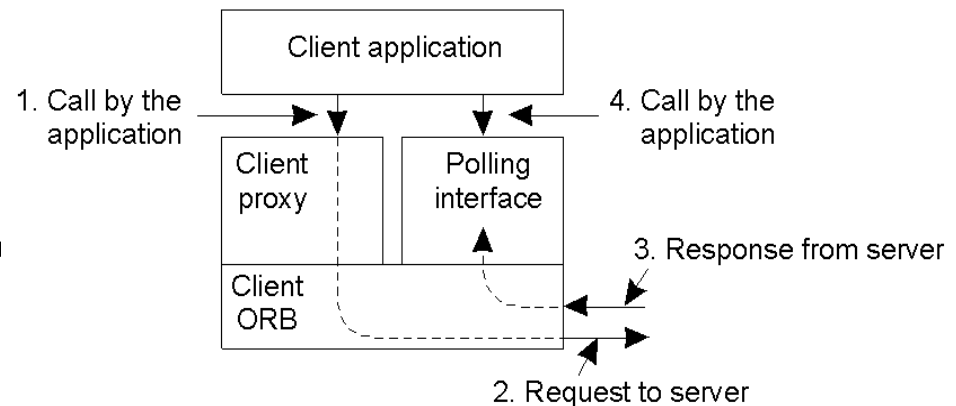 Client application
1. Call by the
application
4. Call by the
application
Client
proxy
Polling
interface
3. Response from server
Client
ORB
2. Request to server